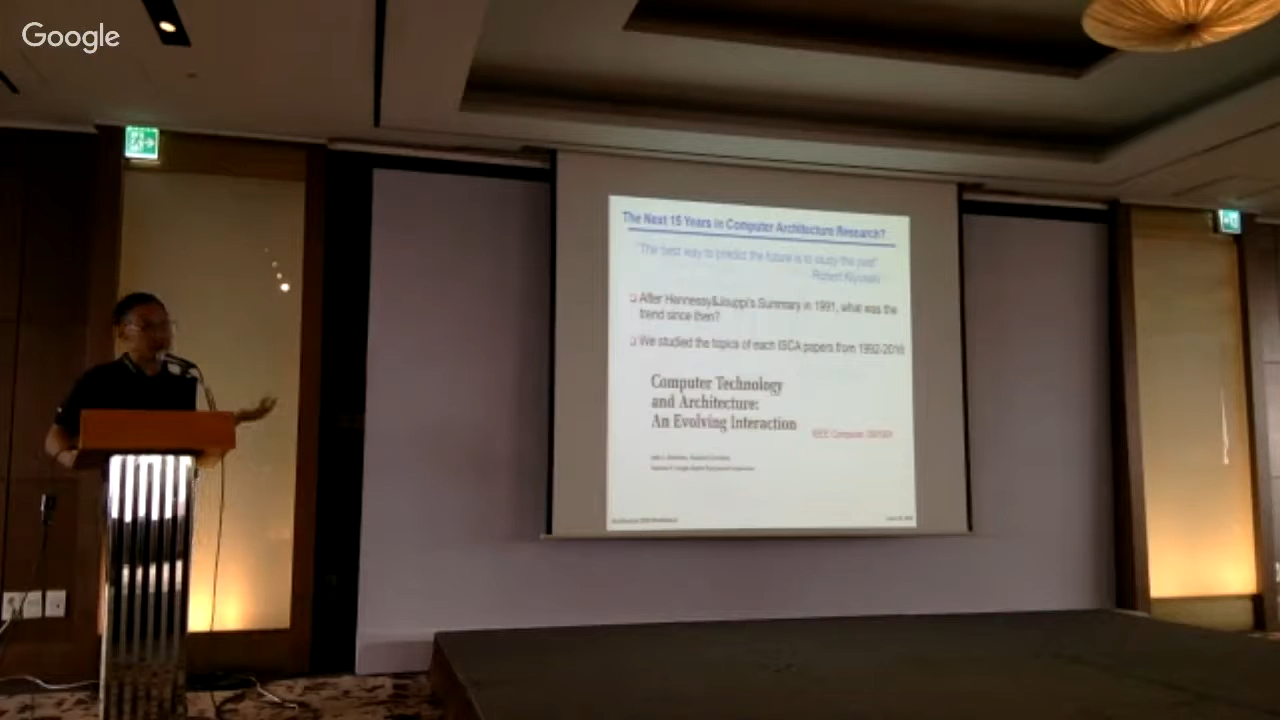 Google
The Next 15 Years in Computer Architecture Research?
"The best way to predict the future is to study the past"
Robert Kiyosaki
After Hennessy&Jouppi's Summary in 1991, what was the
trend since then?
We studied the topics of each ISCA papers from 1992-2016
Computer Technology
and Architecture:
An Evolving Interaction
IEEE Computer